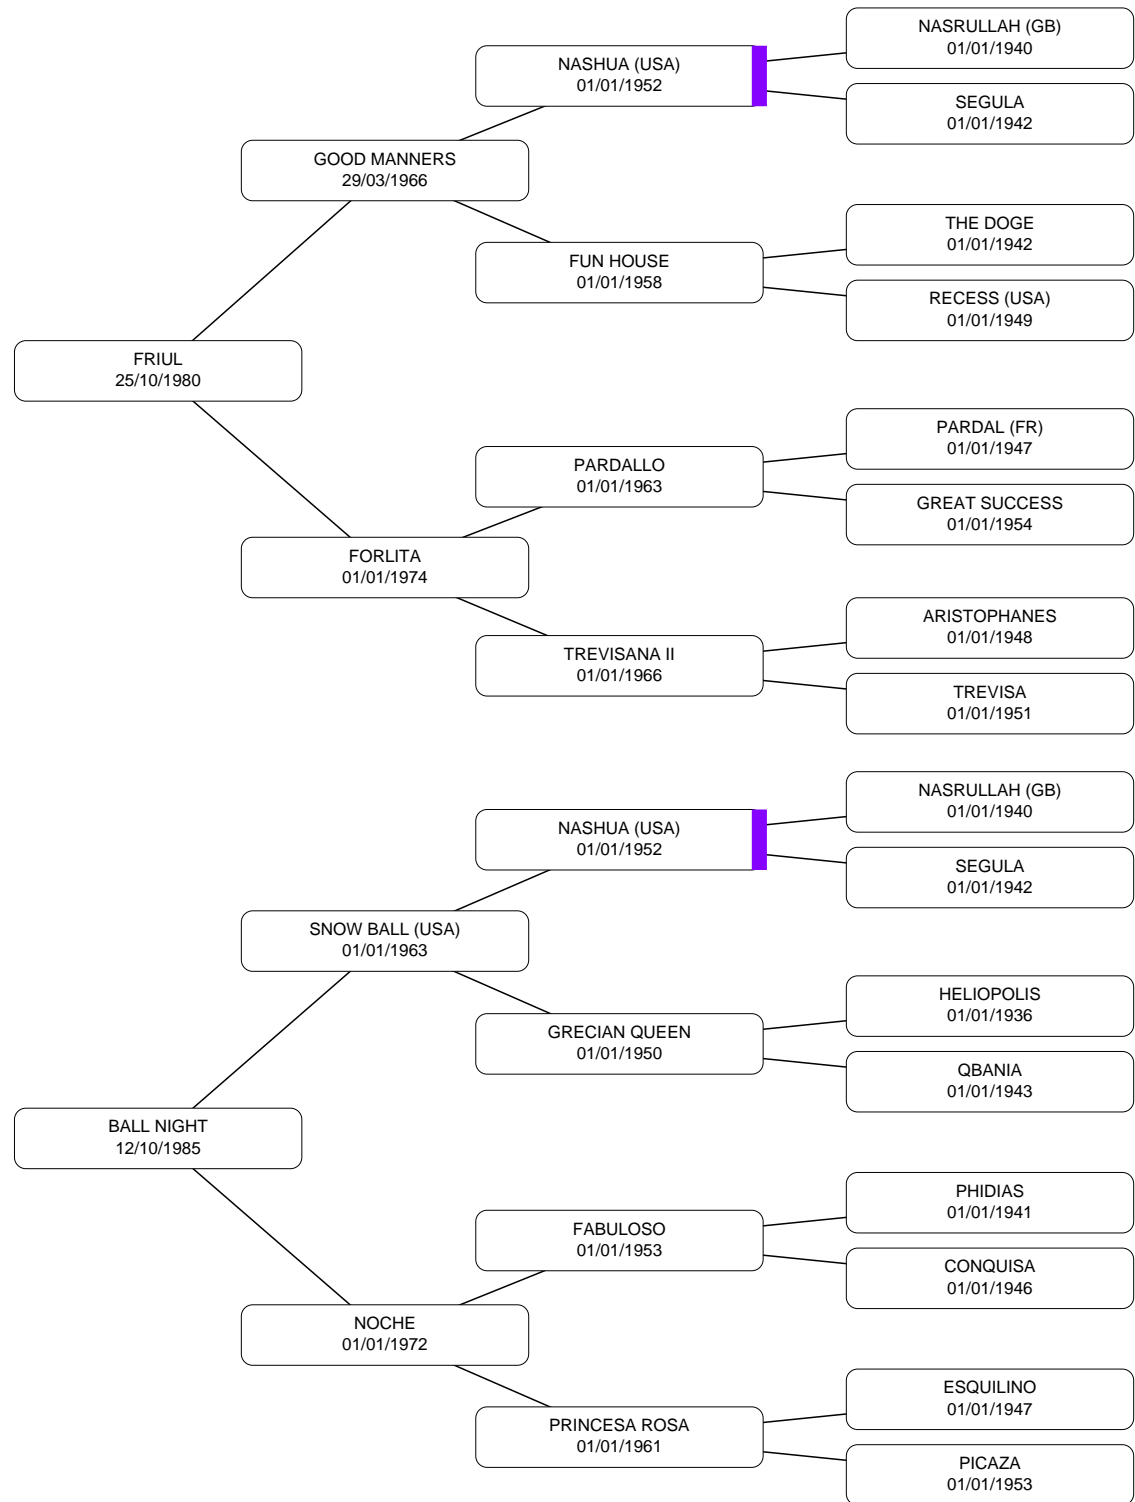 NASRULLAH (GB)
01/01/1940
NASHUA (USA)
01/01/1952
SEGULA
01/01/1942
GOOD MANNERS
29/03/1966
THE DOGE
01/01/1942
FUN HOUSE
01/01/1958
RECESS (USA)
01/01/1949
FRIUL
25/10/1980
PARDAL (FR)
01/01/1947
PARDALLO
01/01/1963
GREAT SUCCESS
01/01/1954
FORLITA
01/01/1974
ARISTOPHANES
01/01/1948
TREVISANA II
01/01/1966
TREVISA
01/01/1951
NASRULLAH (GB)
01/01/1940
NASHUA (USA)
01/01/1952
SEGULA
01/01/1942
SNOW BALL (USA)
01/01/1963
HELIOPOLIS
01/01/1936
GRECIAN QUEEN
01/01/1950
QBANIA
01/01/1943
BALL NIGHT
12/10/1985
PHIDIAS
01/01/1941
FABULOSO
01/01/1953
CONQUISA
01/01/1946
NOCHE
01/01/1972
ESQUILINO
01/01/1947
PRINCESA ROSA
01/01/1961
PICAZA
01/01/1953